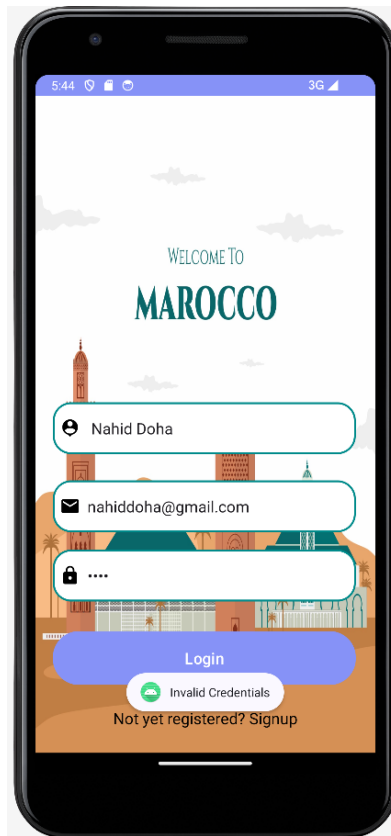 5:44
3G
WELCOME TO
MAROCCO
Nahid Doha
nahiddoha@gmail.com
••••
Login
Invalid Credentials
Not yet registered? Signup